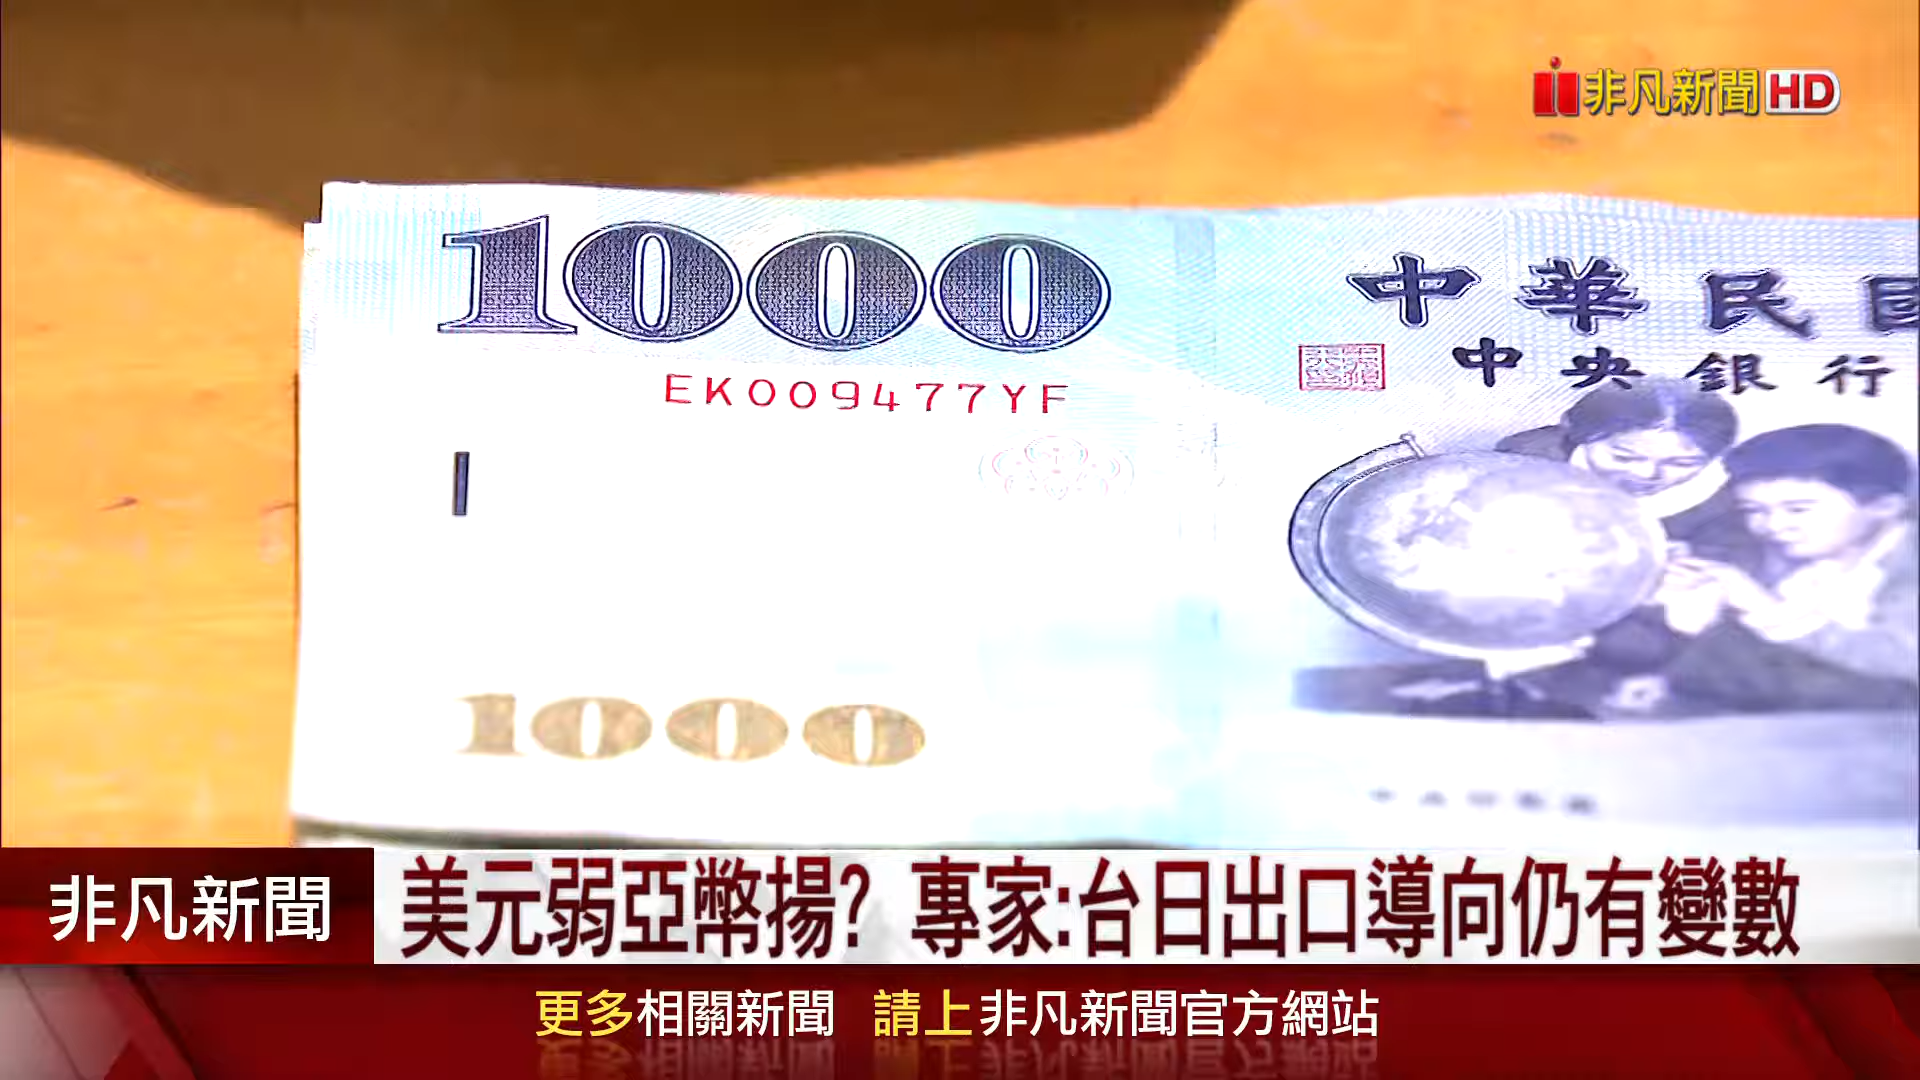 非凡新聞HD
1000
中華民國
中央銀行
EK009477YF
1000
非凡新聞
美元弱亞幣揚? 專家:台日出口導向仍有變數
更多相關新聞 請上非凡新聞官方網站